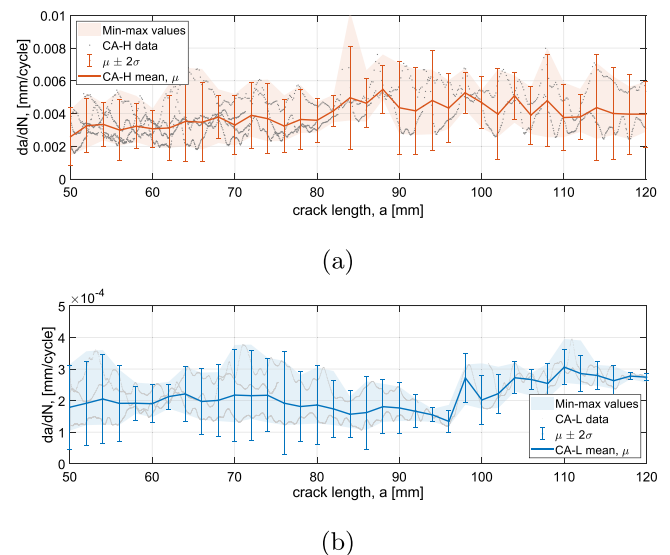 0.01
0.008
0.006
0.004
0.002
0
da/dN, [mm/cycle]
Min-max values
CA-H data
μ ± 2σ
CA-H mean, μ
50 60 70 80 90 100 110 120
crack length, a [mm]
(a)
×10⁻⁴
5
4
3
2
1
0
da/dN, [mm/cycle]
Min-max values
CA-L data
μ ± 2σ
CA-L mean, μ
50 60 70 80 90 100 110 120
crack length, a [mm]
(b)